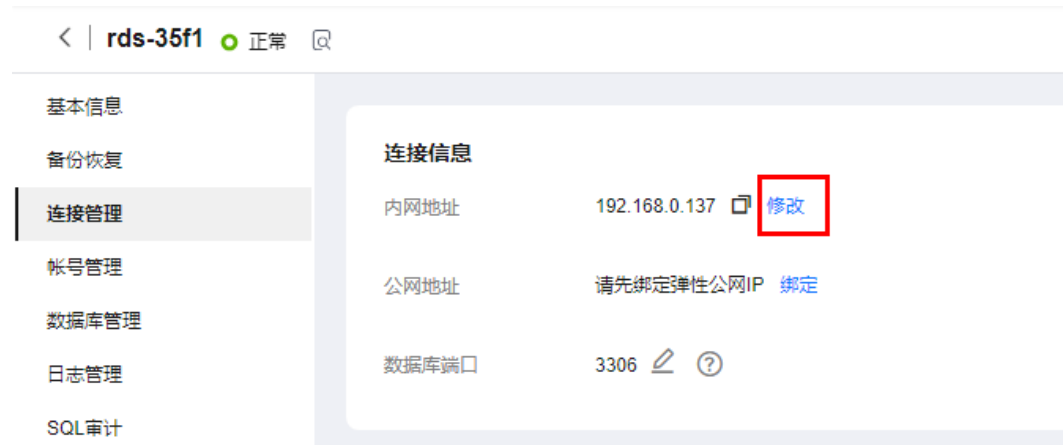 rds-35f1 正常
基本信息
备份恢复
连接管理
帐号管理
数据库管理
日志管理
SQL审计
连接信息
内网地址 192.168.0.137 修改
公网地址 请先绑定弹性公网IP 绑定
数据库端口 3306